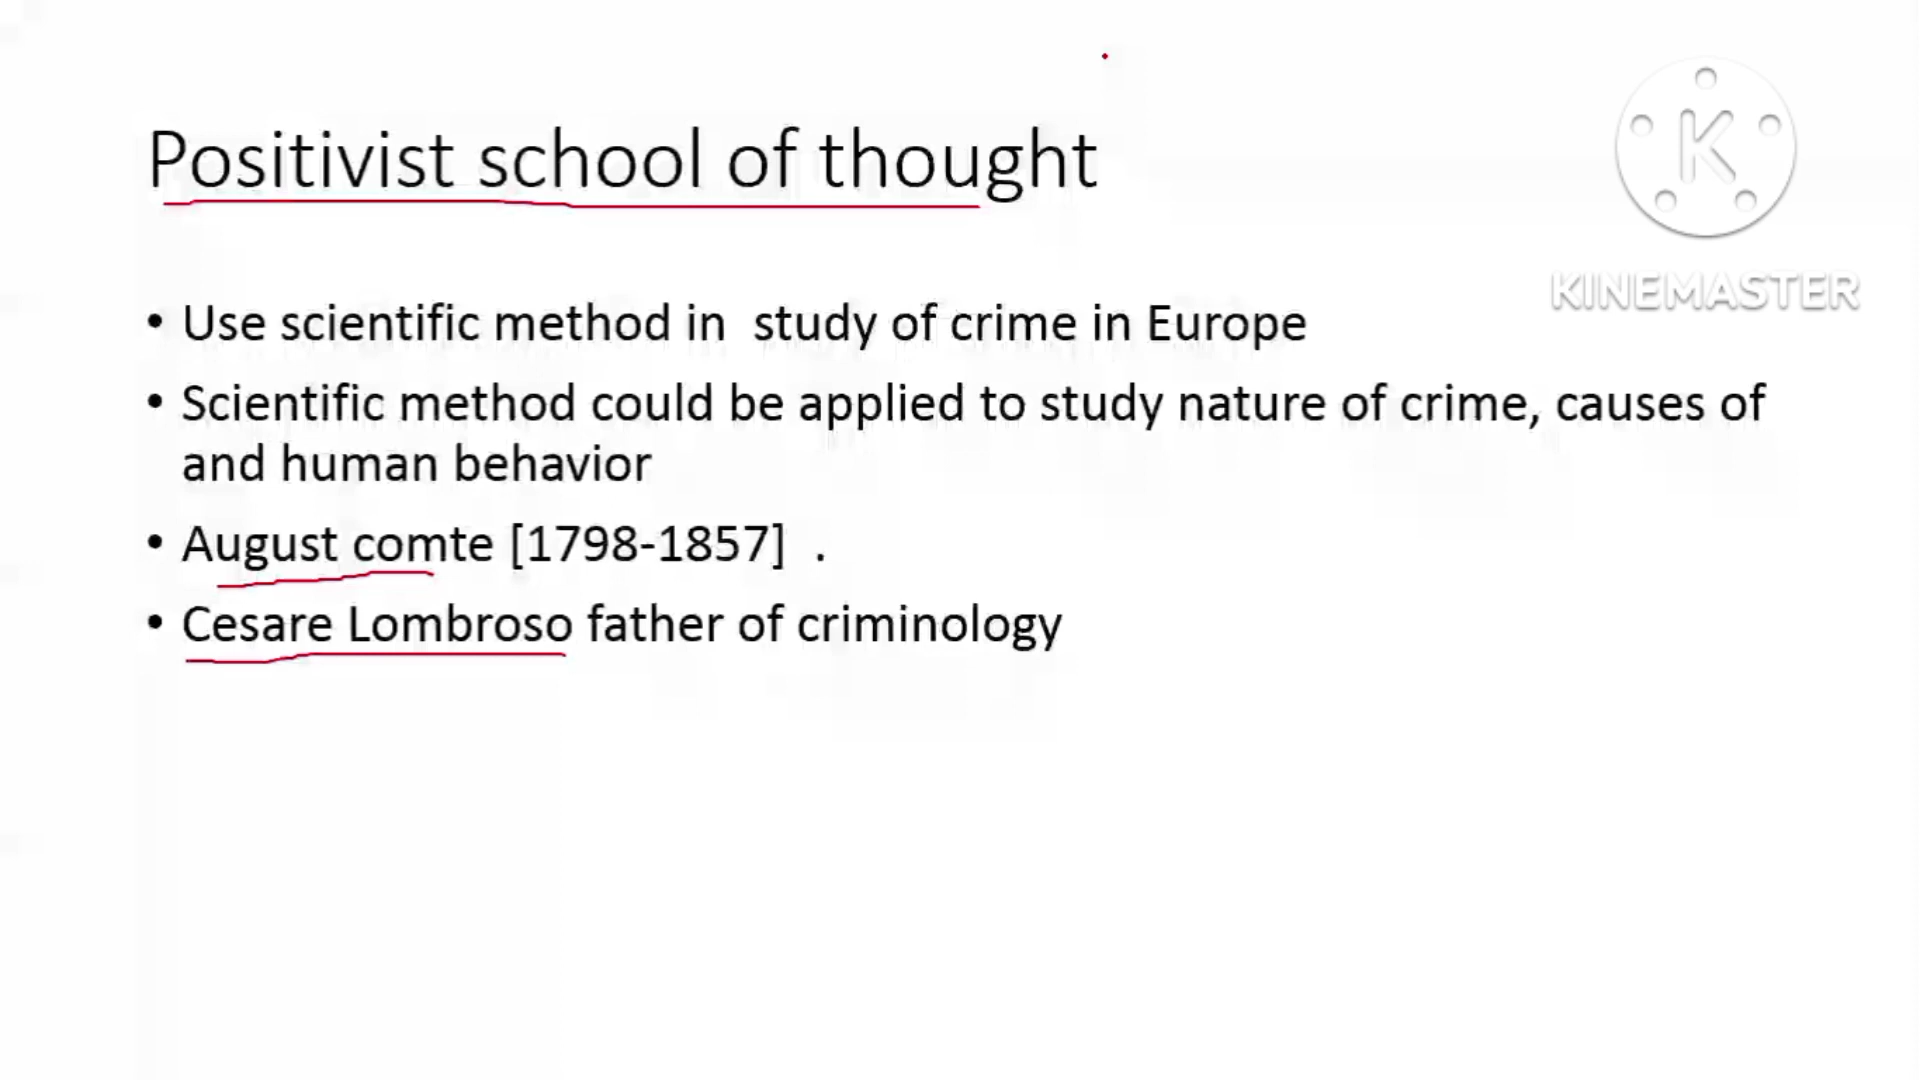 Positivist school of thought
K
KINEMASTER
• Use scientific method in study of crime in Europe
• Scientific method could be applied to study nature of crime, causes of
and human behavior
• August comte [1798-1857] .
• Cesare Lombroso father of criminology